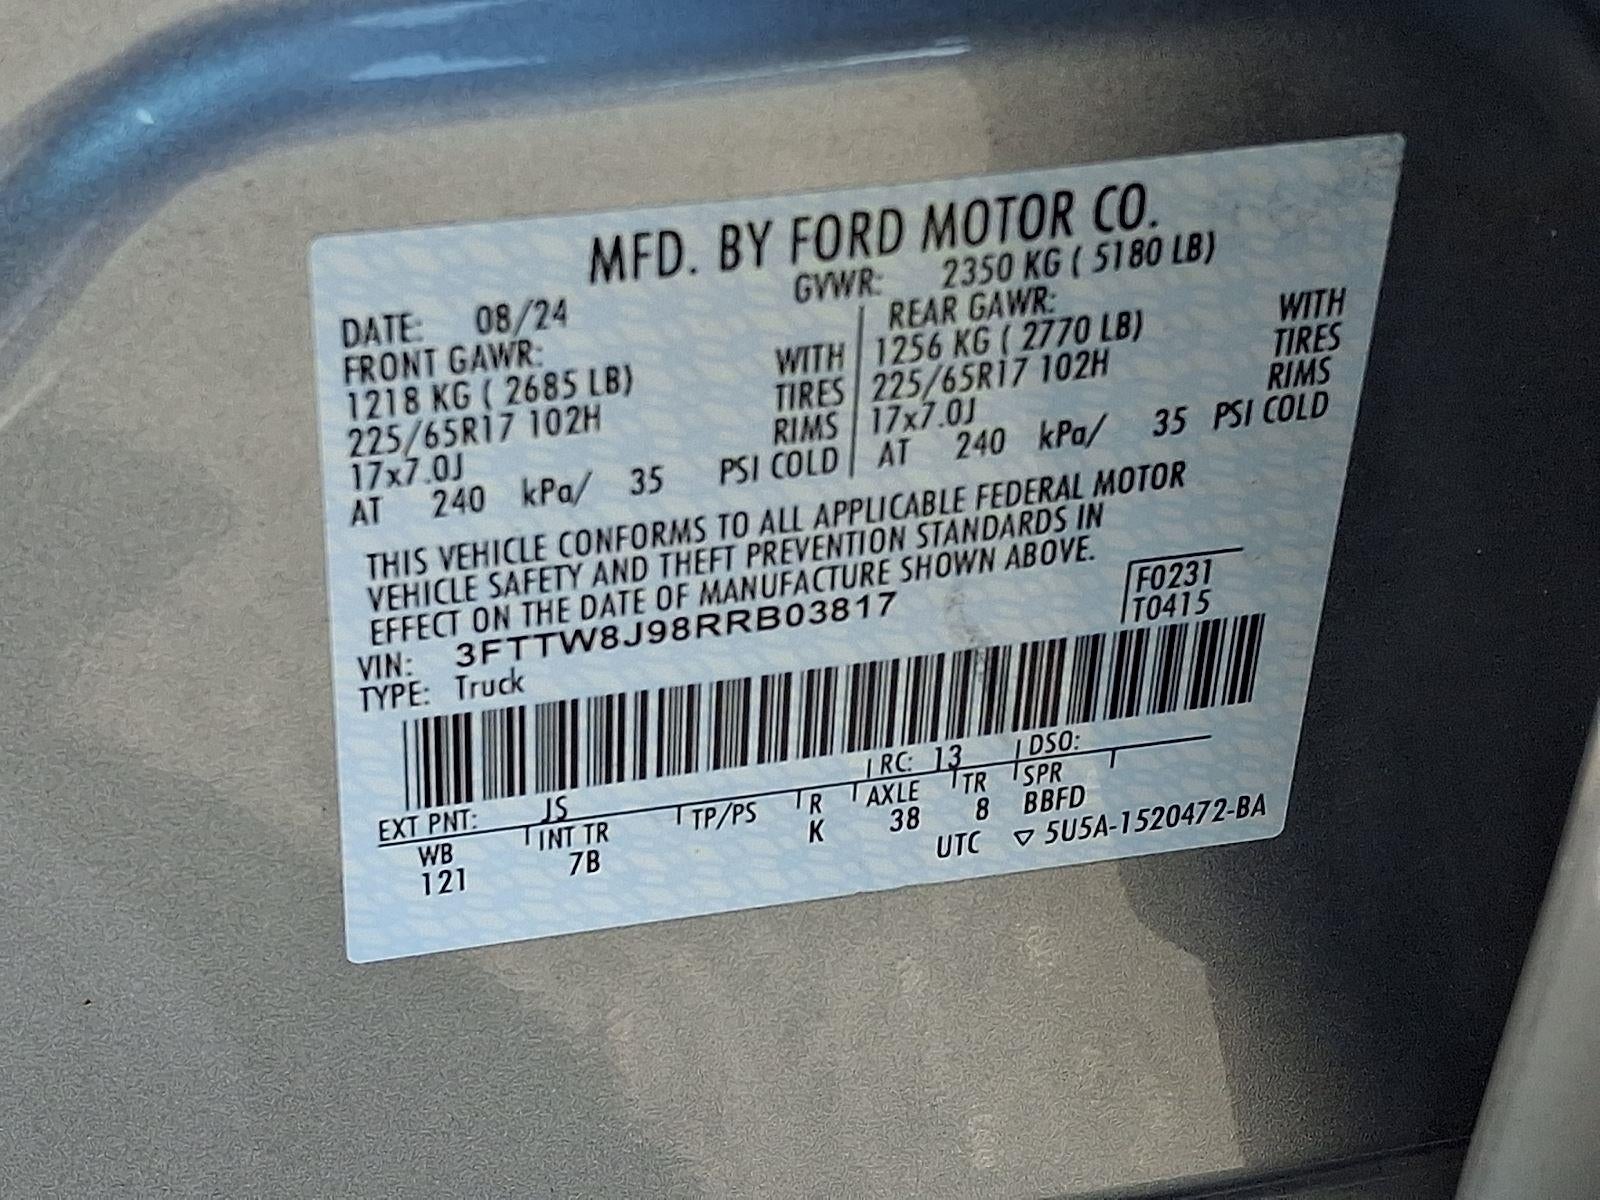 MFD. BY FORD MOTOR CO.
DATE: 08/24 GVWR: 2350 KG ( 5180 LB)
FRONT GAWR: WITH REAR GAWR: WITH
1218 KG ( 2685 LB) TIRES 1256 KG ( 2770 LB) TIRES
225/65R17 102H RIMS 225/65R17 102H RIMS
17x7.0J 17x7.0J
AT 240 kPa/ 35 PSI COLD AT 240 kPa/ 35 PSI COLD
THIS VEHICLE CONFORMS TO ALL APPLICABLE FEDERAL MOTOR
VEHICLE SAFETY AND THEFT PREVENTION STANDARDS IN
EFFECT ON THE DATE OF MANUFACTURE SHOWN ABOVE.
VIN: 3FTTW8J98RRB03817 F0231
TYPE: Truck T0415
EXT PNT: JS RC: 13 DSO:
WB INT TR TP/PS R AXLE TR SPR
121 7B K 38 8 BBFD
UTC ▽ 5U5A-1520472-BA